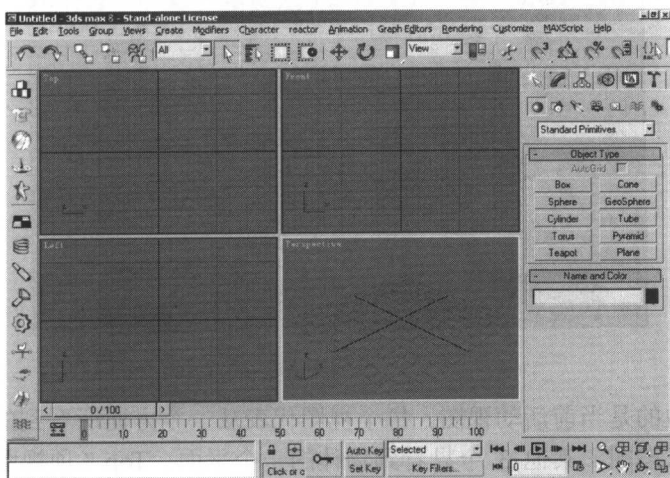 Untitled - 3ds max 6 - Stand-alone License
File Edit Tools Group Views Create Modifiers Character reactor Animation Graph Editors Rendering Customize MAXScript Help
All
View
Top
Front
Left
Perspective
Standard Primitives
- Object Type
AutoGrid
Box Cone
Sphere GeoSphere
Cylinder Tube
Torus Pyramid
Teapot Plane
- Name and Color
< 0 / 100 >
0 10 20 30 40 50 60 70 80 90 100
Auto Key Selected
Click or c Set Key Key Filters... 0